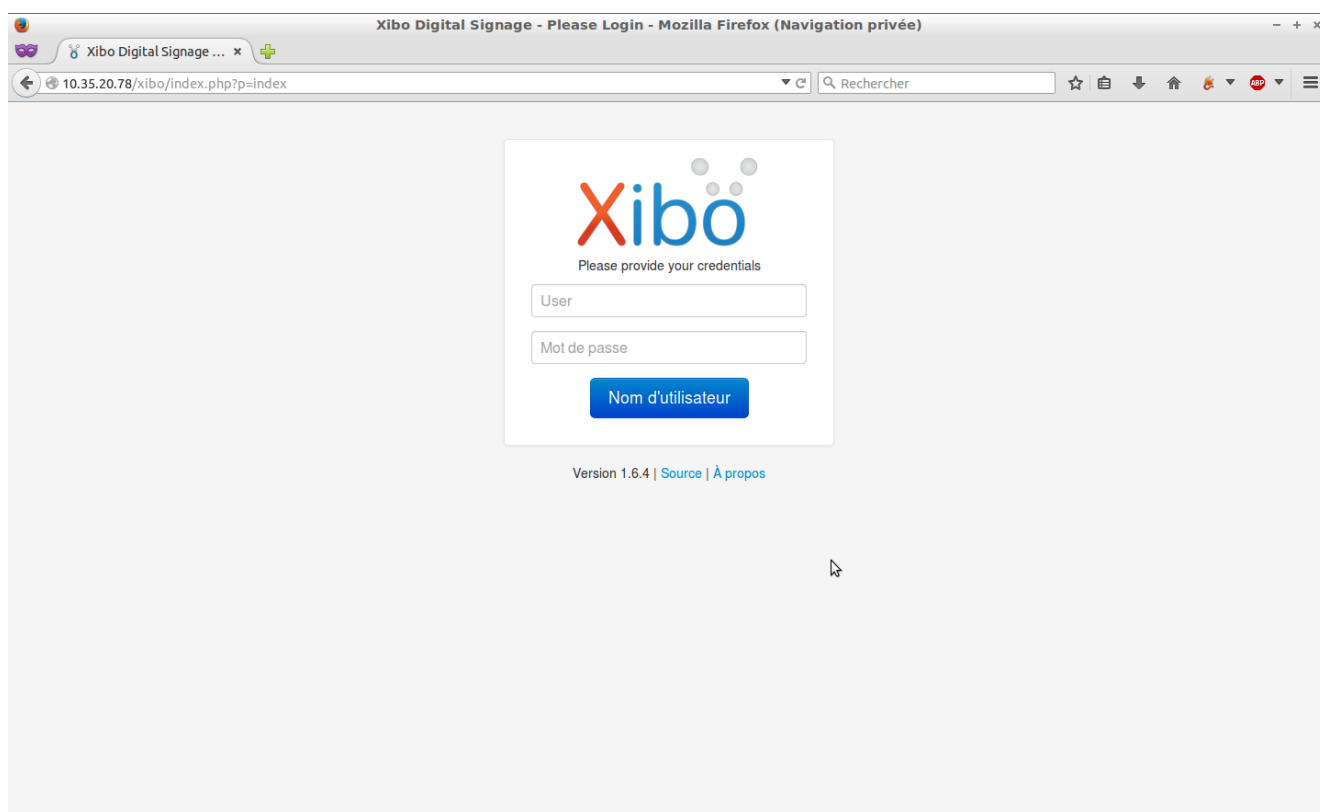 Xibo Digital Signage - Please Login - Mozilla Firefox (Navigation privée)
Xibo Digital Signage ...
10.35.20.78/xibo/index.php?p=index
Rechercher
ABP
Xibo
Please provide your credentials
User
Mot de passe
Nom d'utilisateur
Version 1.6.4 | Source | À propos